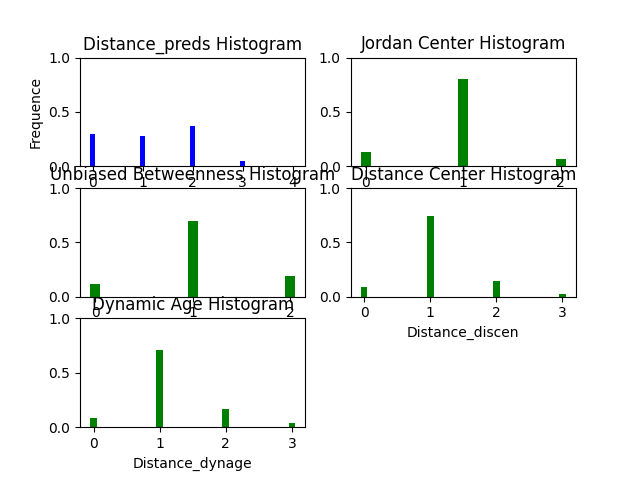 Distance_preds Histogram
1.0
0.5
0.0
Frequence
0 1 2 3 4
Jordan Center Histogram
1.0
0.5
0.0
0 1 2
Unbiased Betweenness Histogram
1.0
0.5
0.0
0 1 2
Distance Center Histogram
1.0
0.5
0.0
0 1 2 3
Distance_discen
Dynamic Age Histogram
1.0
0.5
0.0
0 1 2 3
Distance_dynage